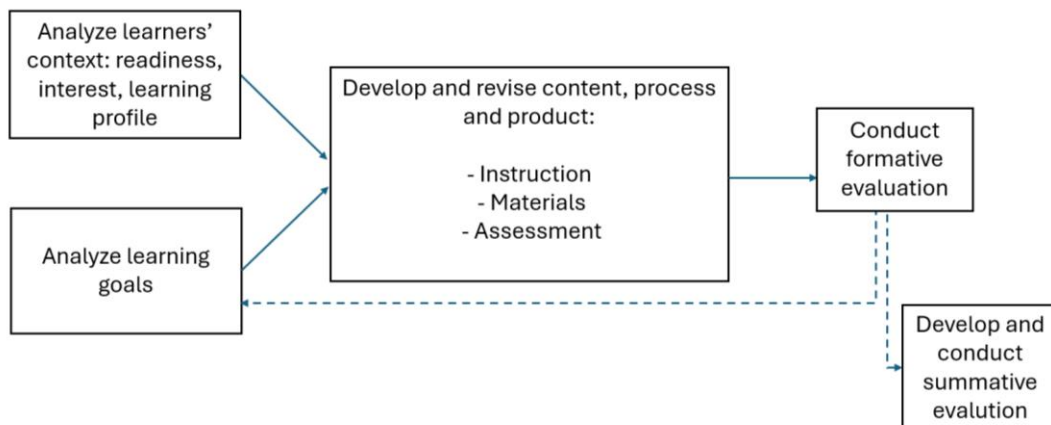 Analyze learners’
context: readiness,
interest, learning
profile
Analyze learning
goals
Develop and revise content, process
and product:
- Instruction
- Materials
- Assessment
Conduct
formative
evaluation
Develop and
conduct
summative
evalution